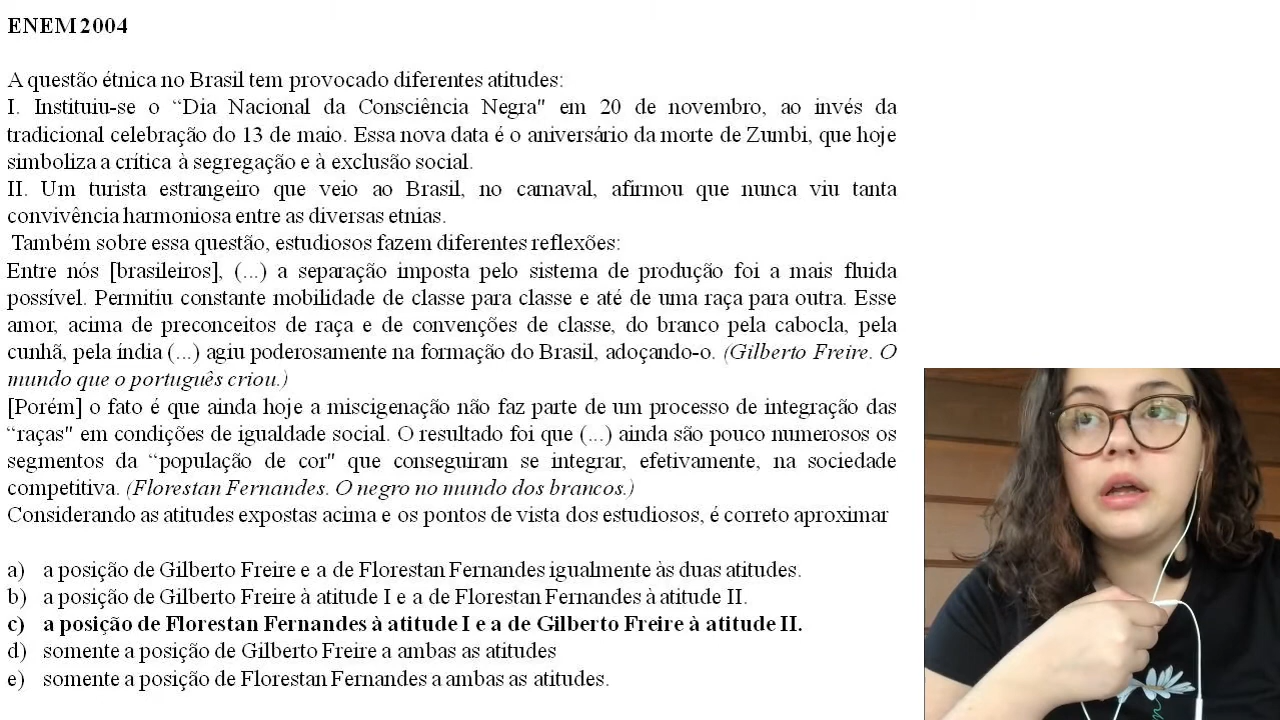 ENEM 2004
A questão étnica no Brasil tem provocado diferentes atitudes:
I. Instituiu-se o “Dia Nacional da Consciência Negra" em 20 de novembro, ao invés da
tradicional celebração do 13 de maio. Essa nova data é o aniversário da morte de Zumbi, que hoje
simboliza a crítica à segregação e à exclusão social.
II. Um turista estrangeiro que veio ao Brasil, no carnaval, afirmou que nunca viu tanta
convivência harmoniosa entre as diversas etnias.
Também sobre essa questão, estudiosos fazem diferentes reflexões:
Entre nós [brasileiros], (...) a separação imposta pelo sistema de produção foi a mais fluida
possível. Permitiu constante mobilidade de classe para classe e até de uma raça para outra. Esse
amor, acima de preconceitos de raça e de convenções de classe, do branco pela cabocla, pela
cunhã, pela índia (...) agiu poderosamente na formação do Brasil, adoçando-o. (Gilberto Freire. O
mundo que o português criou.)
[Porém] o fato é que ainda hoje a miscigenação não faz parte de um processo de integração das
“raças" em condições de igualdade social. O resultado foi que (...) ainda são pouco numerosos os
segmentos da “população de cor" que conseguiram se integrar, efetivamente, na sociedade
competitiva. (Florestan Fernandes. O negro no mundo dos brancos.)
Considerando as atitudes expostas acima e os pontos de vista dos estudiosos, é correto aproximar
a) a posição de Gilberto Freire e a de Florestan Fernandes igualmente às duas atitudes.
b) a posição de Gilberto Freire à atitude I e a de Florestan Fernandes à atitude II.
c) a posição de Florestan Fernandes à atitude I e a de Gilberto Freire à atitude II.
d) somente a posição de Gilberto Freire a ambas as atitudes
e) somente a posição de Florestan Fernandes a ambas as atitudes.